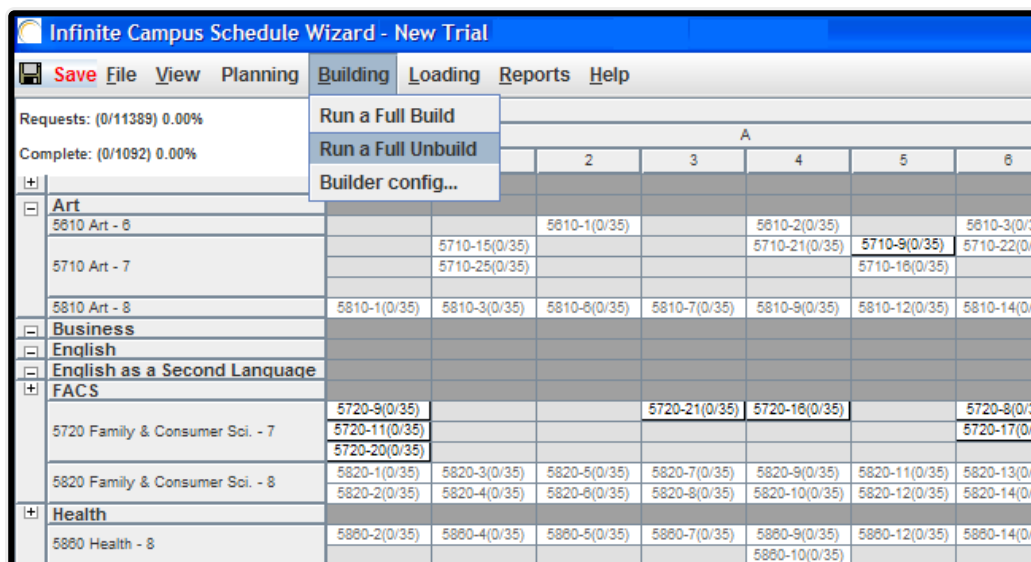 Infinite Campus Schedule Wizard - New Trial
Save File View Planning Building Loading Reports Help
Run a Full Build
Run a Full Unbuild
Builder config...
Requests: (0/11389) 0.00%
Complete: (0/1092) 0.00%
A
2 3 4 5 6
Art
5610 Art - 6 5610-1(0/35) 5610-2(0/35) 5610-3(0/3
5710-15(0/35) 5710-21(0/35) 5710-9(0/35) 5710-22(0/
5710 Art - 7 5710-25(0/35) 5710-16(0/35)
5810 Art - 8 5810-1(0/35) 5810-3(0/35) 5810-6(0/35) 5810-7(0/35) 5810-9(0/35) 5810-12(0/35) 5810-14(0/
Business
English
English as a Second Language
FACS
5720-9(0/35) 5720-21(0/35) 5720-16(0/35) 5720-8(0/3
5720 Family & Consumer Sci. - 7 5720-11(0/35) 5720-17(0/
5720-20(0/35)
5820 Family & Consumer Sci. - 8 5820-1(0/35) 5820-3(0/35) 5820-5(0/35) 5820-7(0/35) 5820-9(0/35) 5820-11(0/35) 5820-13(0/
5820-2(0/35) 5820-4(0/35) 5820-6(0/35) 5820-8(0/35) 5820-10(0/35) 5820-12(0/35) 5820-14(0/
Health
5860 Health - 8 5860-2(0/35) 5860-4(0/35) 5860-5(0/35) 5860-7(0/35) 5860-9(0/35) 5860-12(0/35) 5860-14(0/
5860-10(0/35)